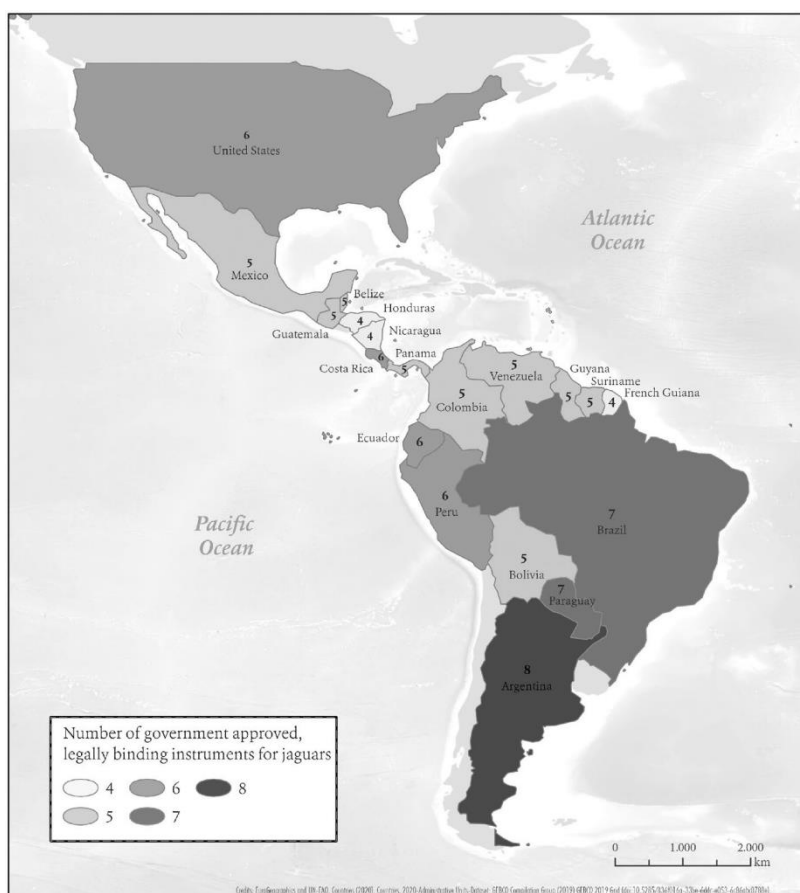 6
United States
Atlantic
Ocean
5
Mexico
5
Belize
5
Guatemala
4
Honduras
4
Nicaragua
6
Costa Rica
Panama
5
5
Venezuela
Guyana
5
Suriname
5
French Guiana
4
5
Colombia
Ecuador
6
6
Peru
7
Brazil
Pacific
Ocean
5
Bolivia
7
Paraguay
8
Argentina
Number of government approved,
legally binding instruments for jaguars
4
6
8
5
7
0
1.000
2.000
km